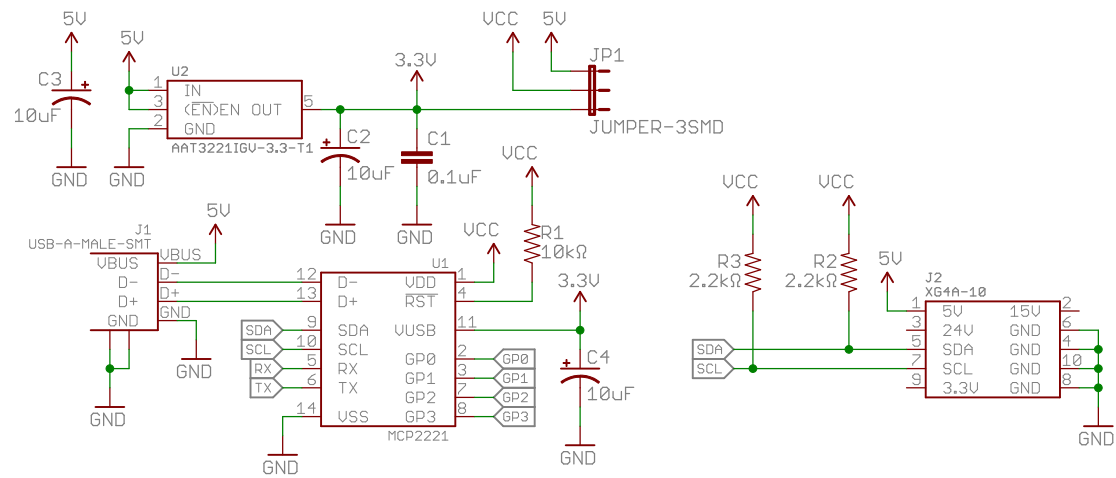 5V
C3
10uF
GND
5V
U2
1
3
2
IN
(EN)EN OUT
GND
5
AAT3221IGV-3.3-T1
GND
C2
10uF
GND
3.3V
C1
0.1uF
GND
VCC
5V
JP1
JUMPER-3SMD
5V
J1
USB-A-MALE-SMT
VBUS
D-
D+
GND
VBUS
D-
D+
GND
GND
GND
VCC
R1
10kΩ
VCC
3.3V
U1
12
13
9
10
5
6
14
D-
D+
SDA
SCL
RX
TX
VSS
VDD
RST
VUSB
GP0
GP1
GP2
GP3
1
4
11
2
3
7
8
MCP2221
SDA
SCL
RX
TX
GND
GP0
GP1
GP2
GP3
C4
10uF
GND
VCC
R3
2.2kΩ
VCC
R2
2.2kΩ
SDA
SCL
5V
J2
XG4A-10
1
3
5
7
9
5V
24V
SDA
SCL
3.3V
15V
GND
GND
GND
GND
2
6
4
10
8
GND